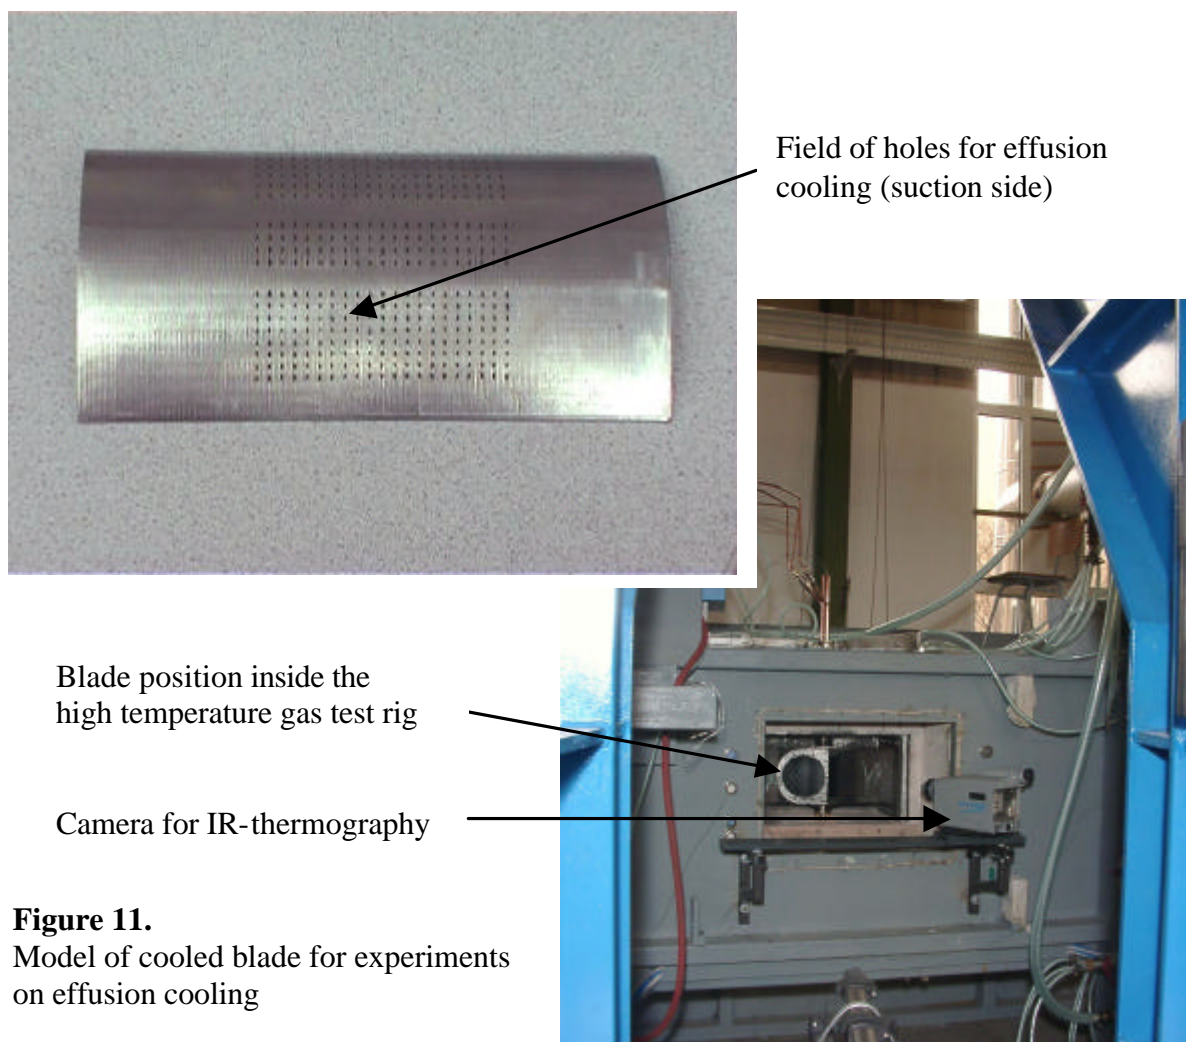 Field of holes for effusion
cooling (suction side)
Blade position inside the
high temperature gas test rig
Camera for IR-thermography
Figure 11.
Model of cooled blade for experiments
on effusion cooling